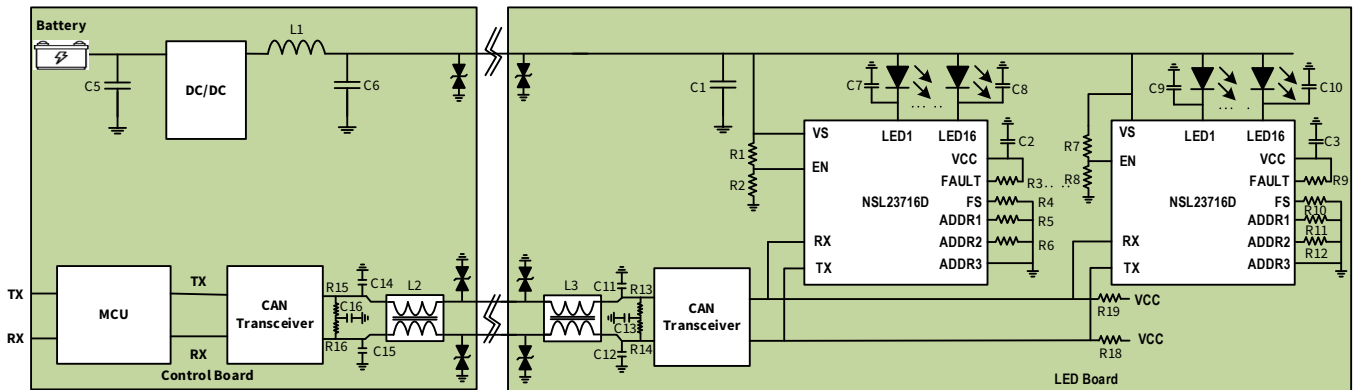 Battery
L1
C5
DC/DC
C6
C1
R1
R2
C7
.. ..
C8
VS
LED1
LED16
EN
VCC
C2
FAULT
R3. . ..
NSL23716D
FS
R4
ADDR1
R5
ADDR2
R6
RX
TX
ADDR3
R7
R8
C9
.. . .
C10
VS
LED1
LED16
EN
VCC
C3
FAULT
R9
NSL23716D
FS
R10
ADDR1
R11
ADDR2
R12
RX
TX
ADDR3
TX
RX
MCU
TX
RX
CAN
Transceiver
R15
C14
C16
R16
C15
L2
L3
C11
R13
C13
C12
R14
CAN
Transceiver
R19
VCC
R18
VCC
Control Board
LED Board